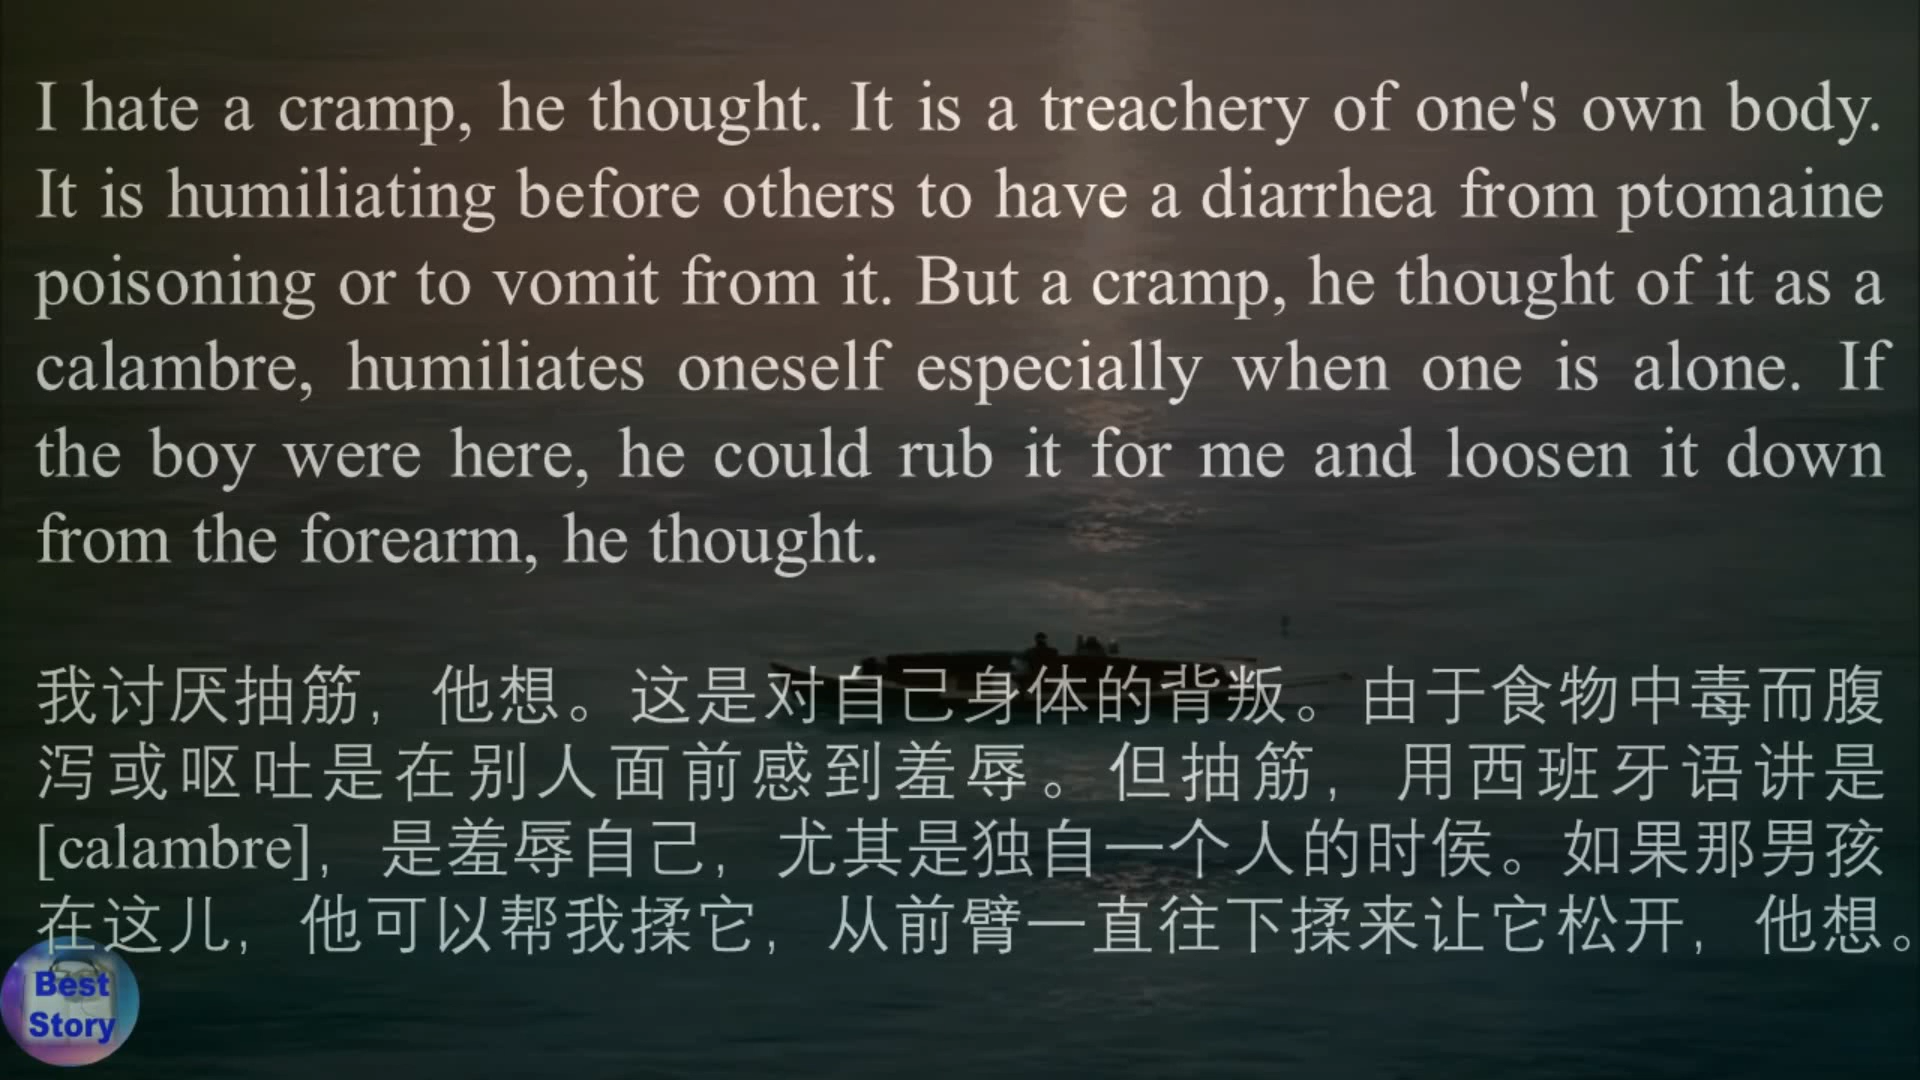 I hate a cramp, he thought. It is a treachery of one's own body.
It is humiliating before others to have a diarrhea from ptomaine
poisoning or to vomit from it. But a cramp, he thought of it as a
calambre, humiliates oneself especially when one is alone. If
the boy were here, he could rub it for me and loosen it down
from the forearm, he thought.
我讨厌抽筋，他想。这是对自己身体的背叛。由于食物中毒而腹
泻或呕吐是在别人面前感到羞辱。但抽筋，用西班牙语讲是
[calambre]，是羞辱自己，尤其是独自一个人的时侯。如果那男孩
在这儿，他可以帮我揉它，从前臂一直往下揉来让它松开，他想。
Best
Story